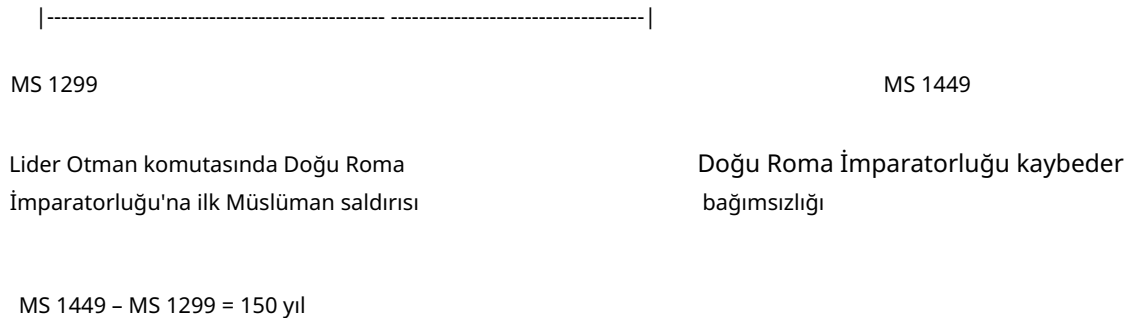 |------------------------------------------------ ------------------------------------|
MS 1299 MS 1449
Lider Otman komutasında Doğu Roma Doğu Roma İmparatorluğu kaybeder
İmparatorluğu'na ilk Müslüman saldırısı bağımsızlığı
MS 1449 – MS 1299 = 150 yıl